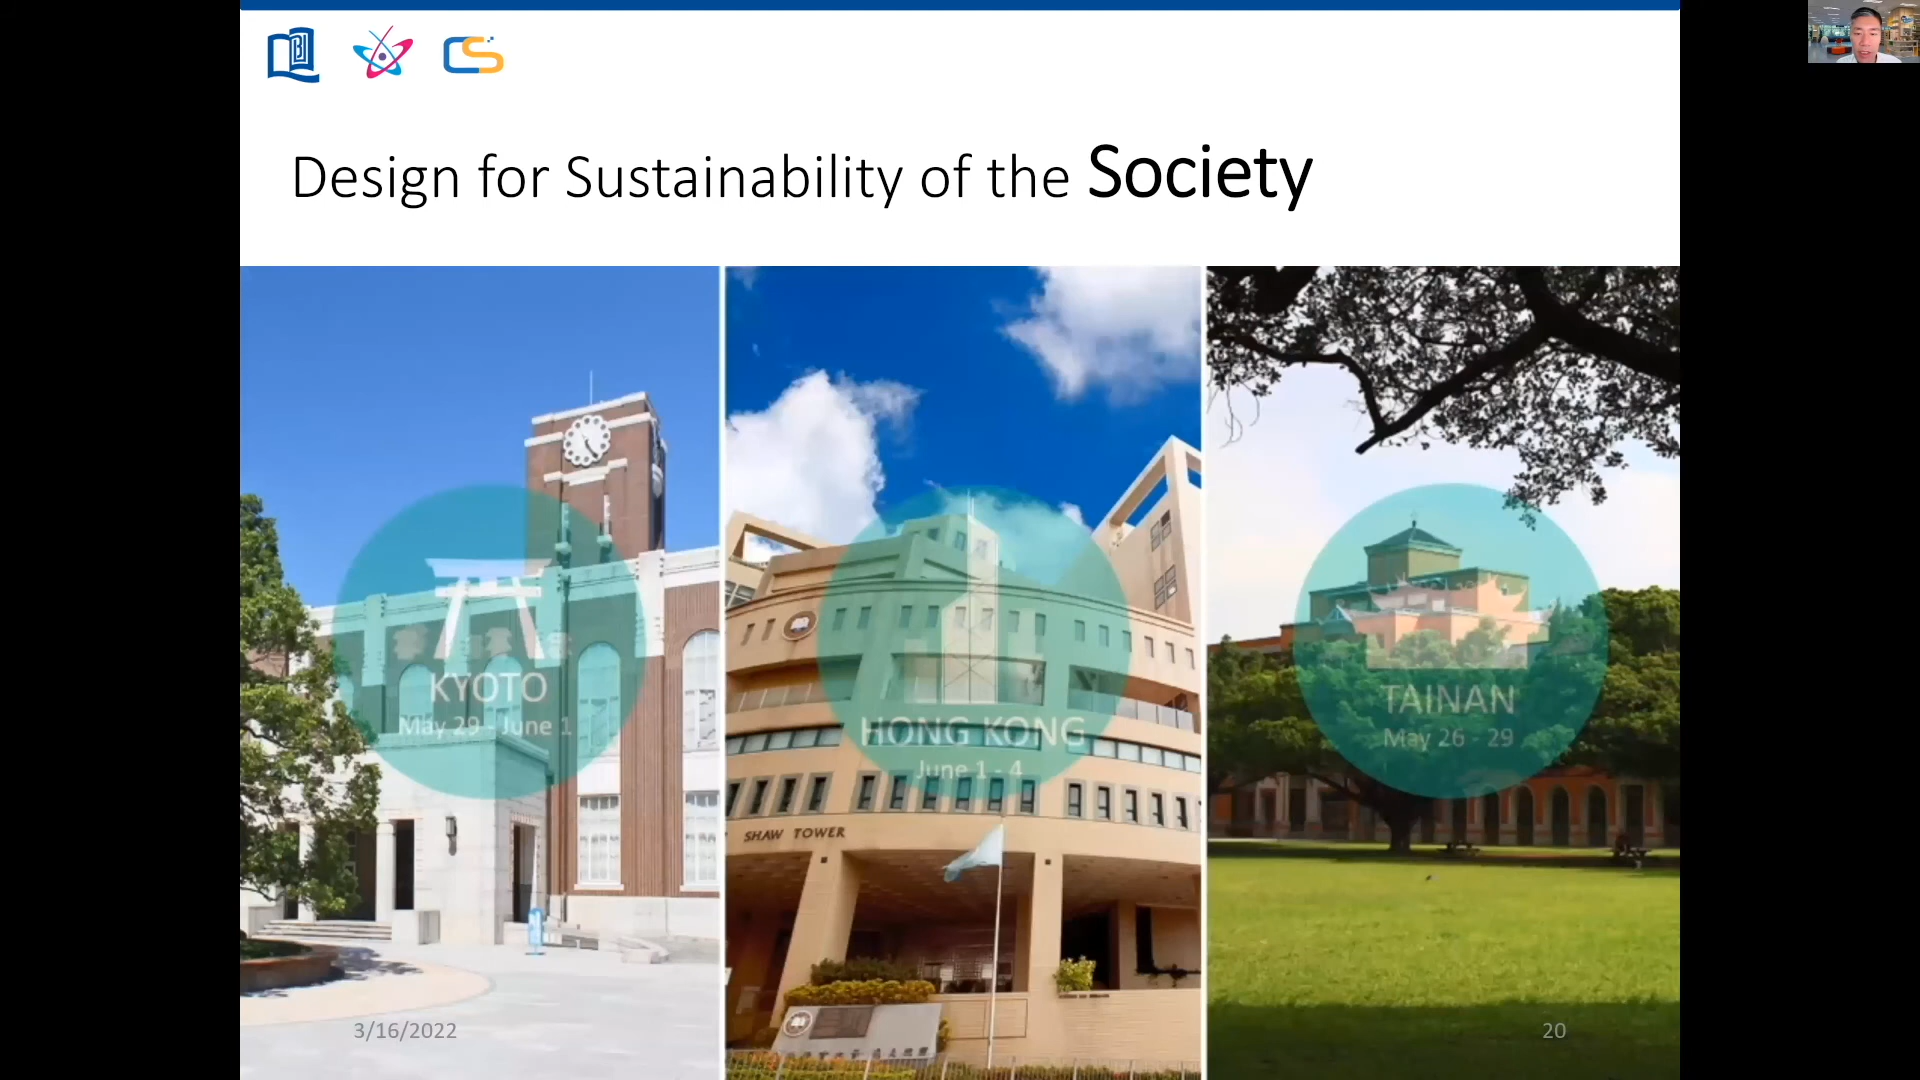 Design for Sustainability of the Society
KYOTO
May 29 - June 1
HONG KONG
June 1 - 4
TAINAN
May 26 - 29
SHAW TOWER
3/16/2022
20